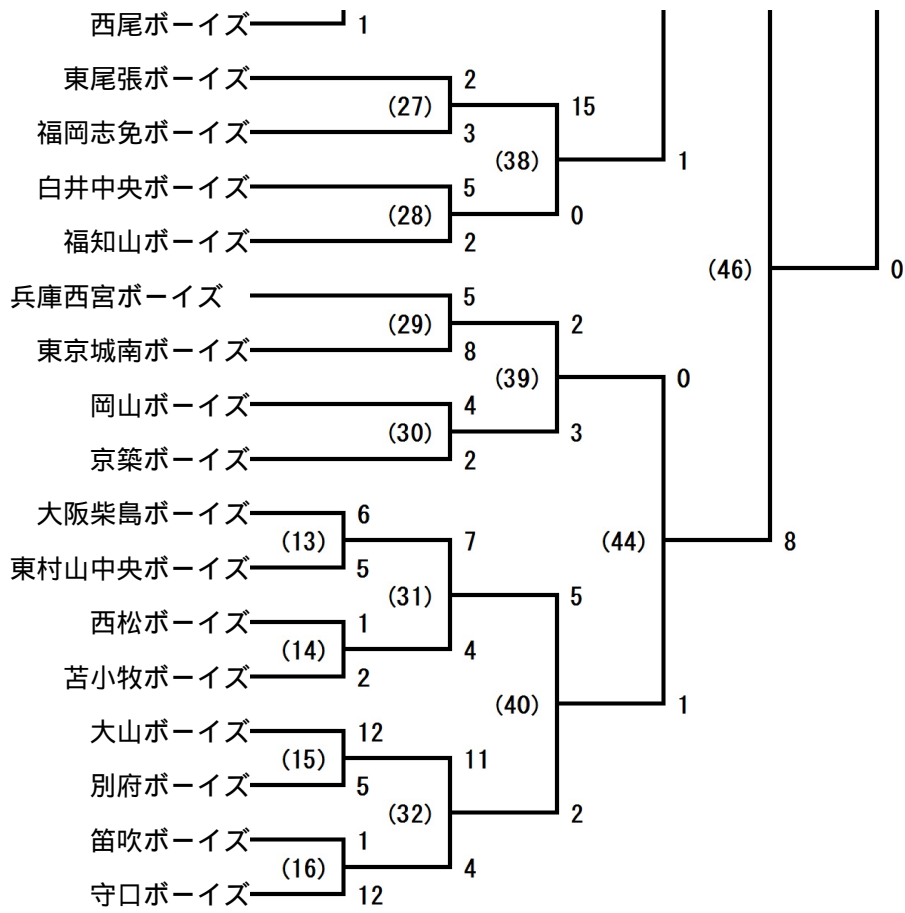 西尾ボーイズ 1
東尾張ボーイズ 2
(27) 15
福岡志免ボーイズ 3
(38) 1
白井中央ボーイズ 5
(28) 0
福知山ボーイズ 2
(46) 0
兵庫西宮ボーイズ 5
(29) 2
東京城南ボーイズ 8
(39) 0
岡山ボーイズ 4
(30) 3
京築ボーイズ 2
大阪柴島ボーイズ 6
(13) 7 (44) 8
東村山中央ボーイズ 5
(31) 5
西松ボーイズ 1
(14) 4
苫小牧ボーイズ 2
(40) 1
大山ボーイズ 12
(15) 11
別府ボーイズ 5
(32) 2
笛吹ボーイズ 1
(16) 4
守口ボーイズ 12